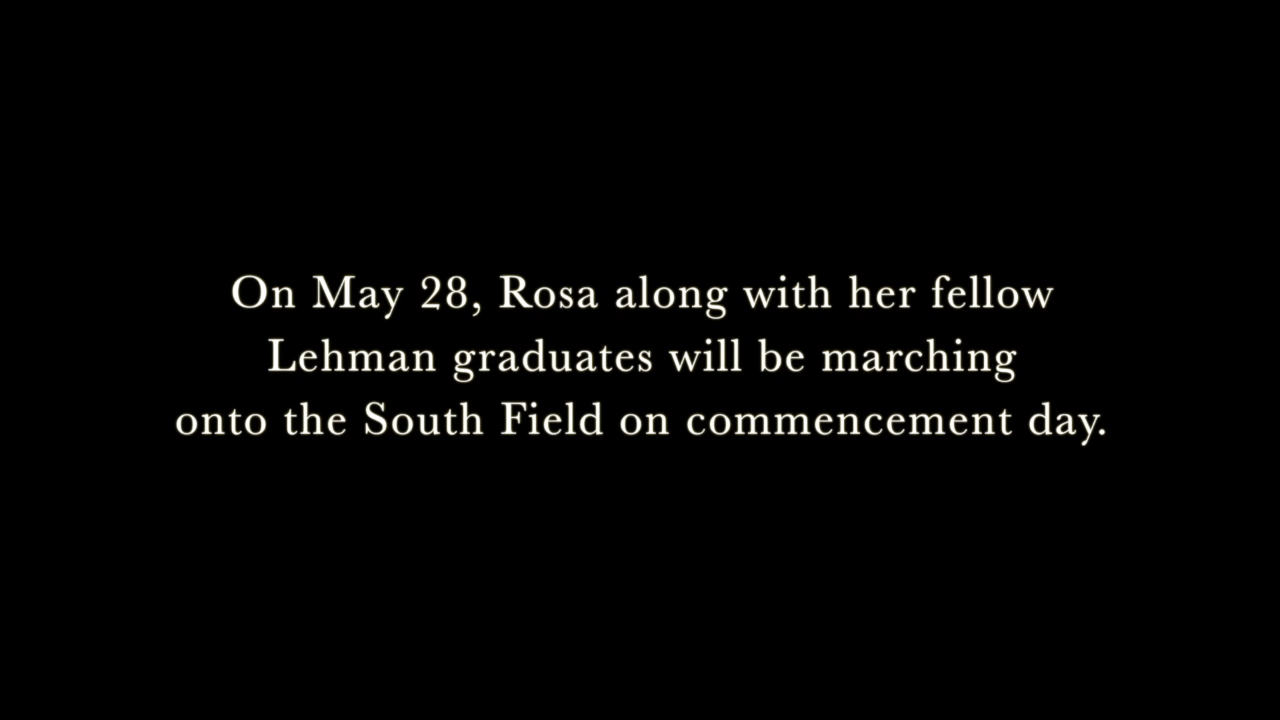 On May 28, Rosa along with her fellow
Lehman graduates will be marching
onto the South Field on commencement day.